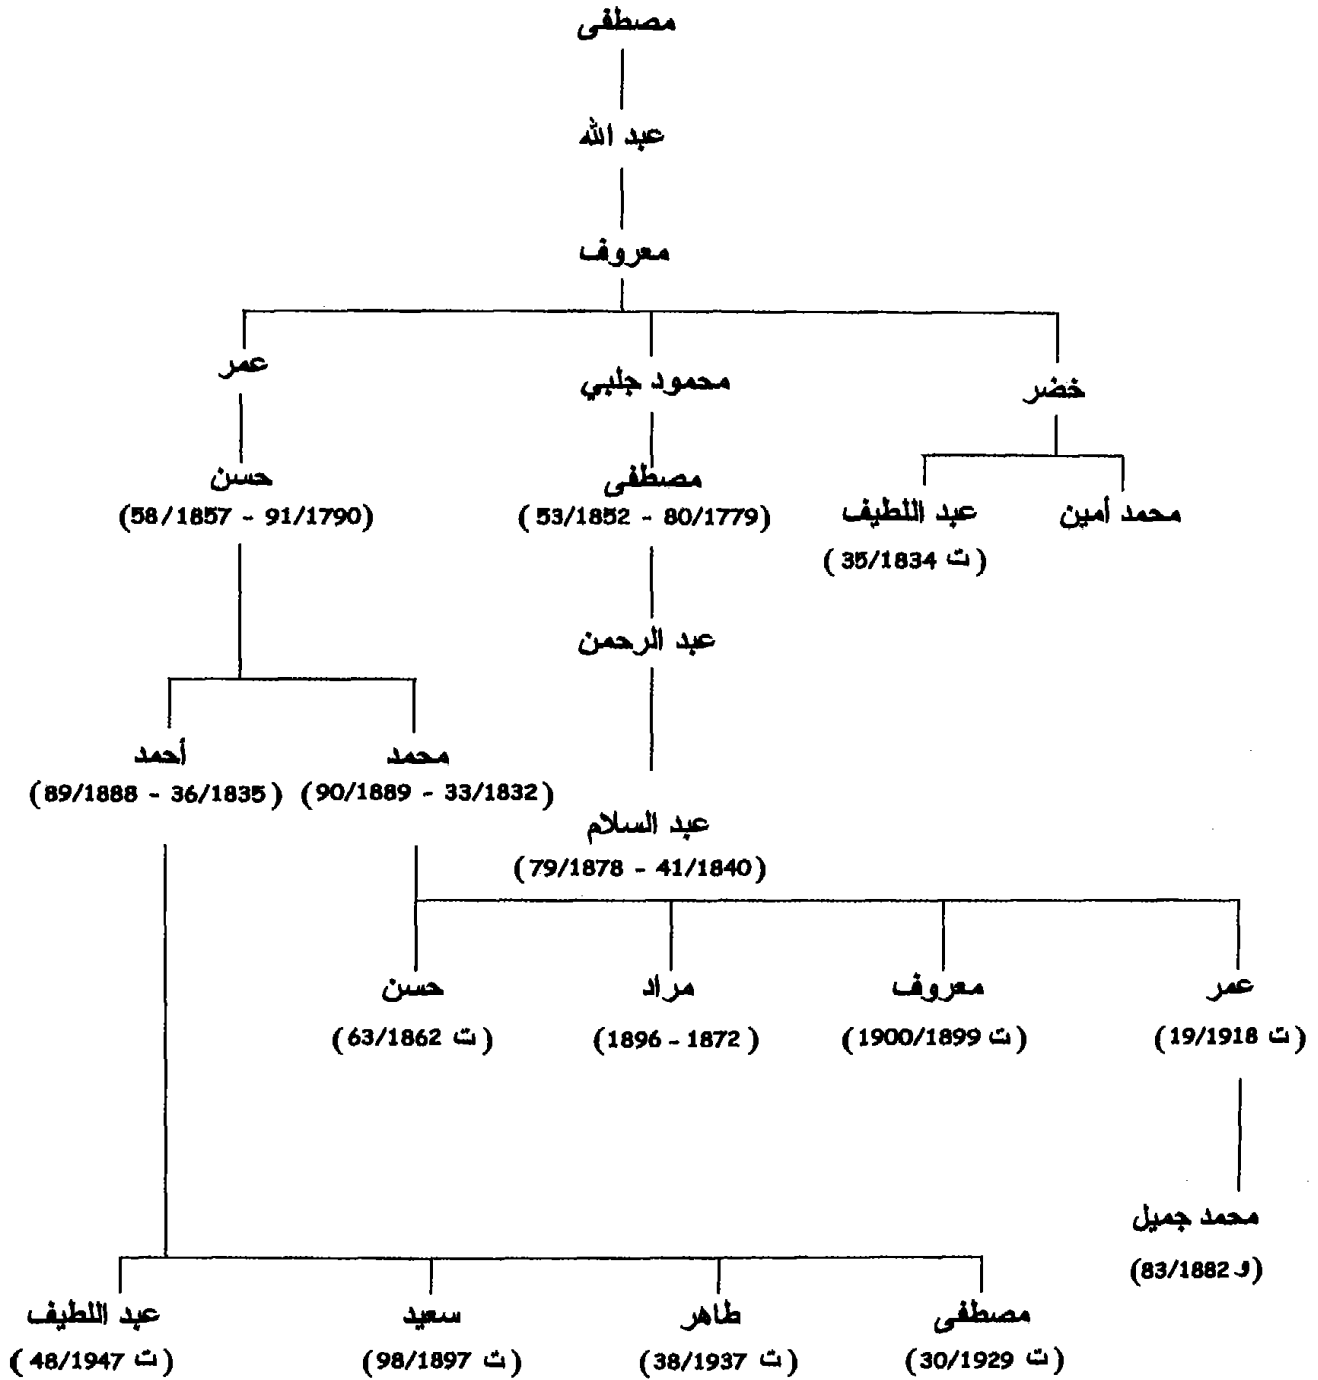 مصطفى
عبد الله
معروف
خضر
محمود جلبي
عمر
محمد أمين
عبد اللطيف
(ت 35/1834)
مصطفى
(53/1852 - 80/1779)
حسن
(58/1857 - 91/1790)
عبد الرحمن
محمد
(90/1889 - 33/1832)
أحمد
(89/1888 - 36/1835)
عبد السلام
(79/1878 - 41/1840)
عمر
(ت 19/1918)
معروف
(ت 1900/1899)
مراد
(1896 - 1872)
حسن
(ت 63/1862)
محمد جميل
(و 83/1882)
مصطفى
(ت 30/1929)
طاهر
(ت 38/1937)
سعيد
(ت 98/1897)
عبد اللطيف
(ت 48/1947)